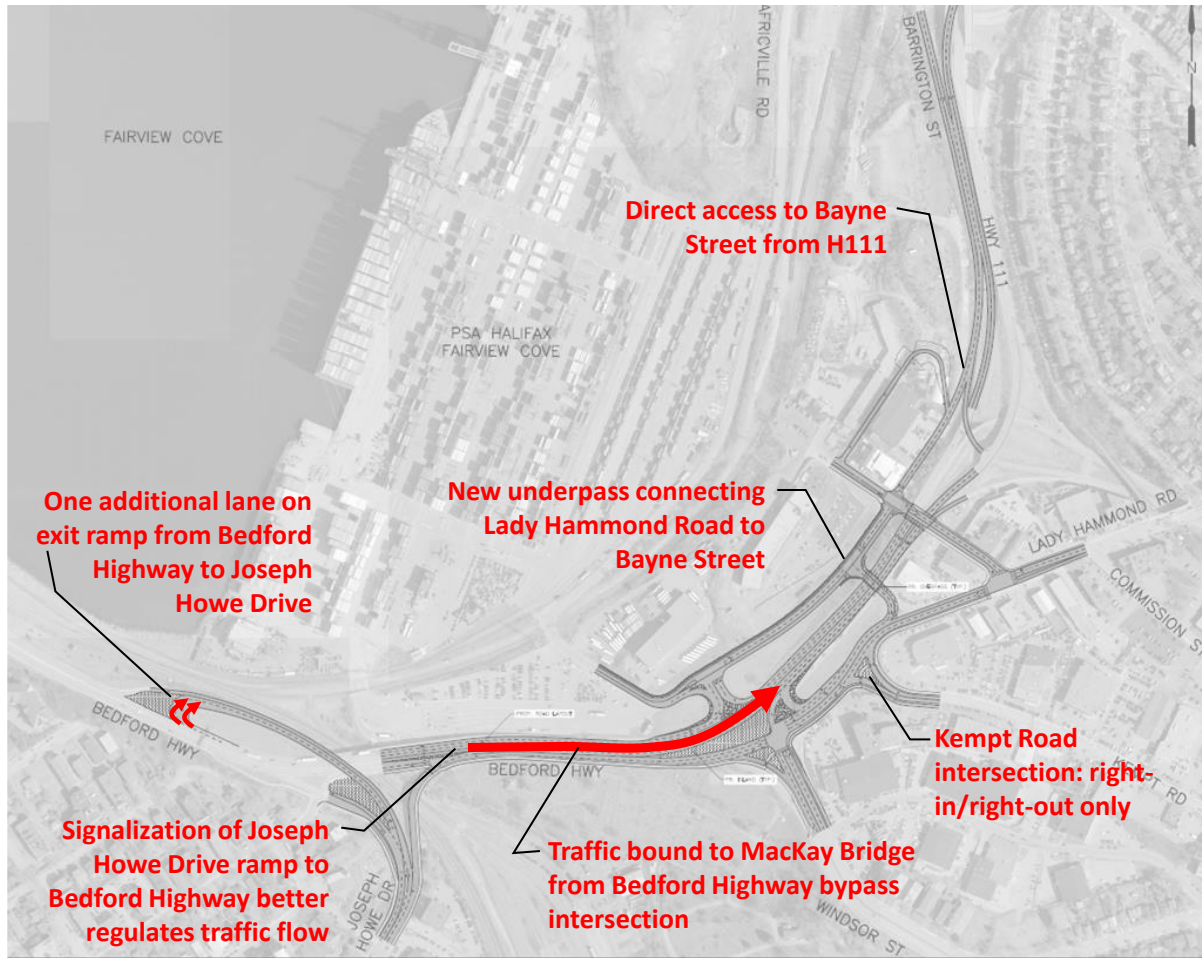 FAIRVIEW COVE
AFRICVILLE RD
BARRINGTON ST
N
Direct access to Bayne
Street from H111
HWY 111
PSA HALIFAX
FAIRVIEW COVE
One additional lane on
exit ramp from Bedford
Highway to Joseph
Howe Drive
New underpass connecting
Lady Hammond Road to
Bayne Street
LADY HAMMOND RD
COMMISSION ST
BEDFORD HWY
BEDFORD HWY
Kempt Road
intersection: right-
in/right-out only
KEMPT RD
Signalization of Joseph
Howe Drive ramp to
Bedford Highway better
regulates traffic flow
JOSEPH
HOWE DR
Traffic bound to MacKay Bridge
from Bedford Highway bypass
intersection
WINDSOR ST